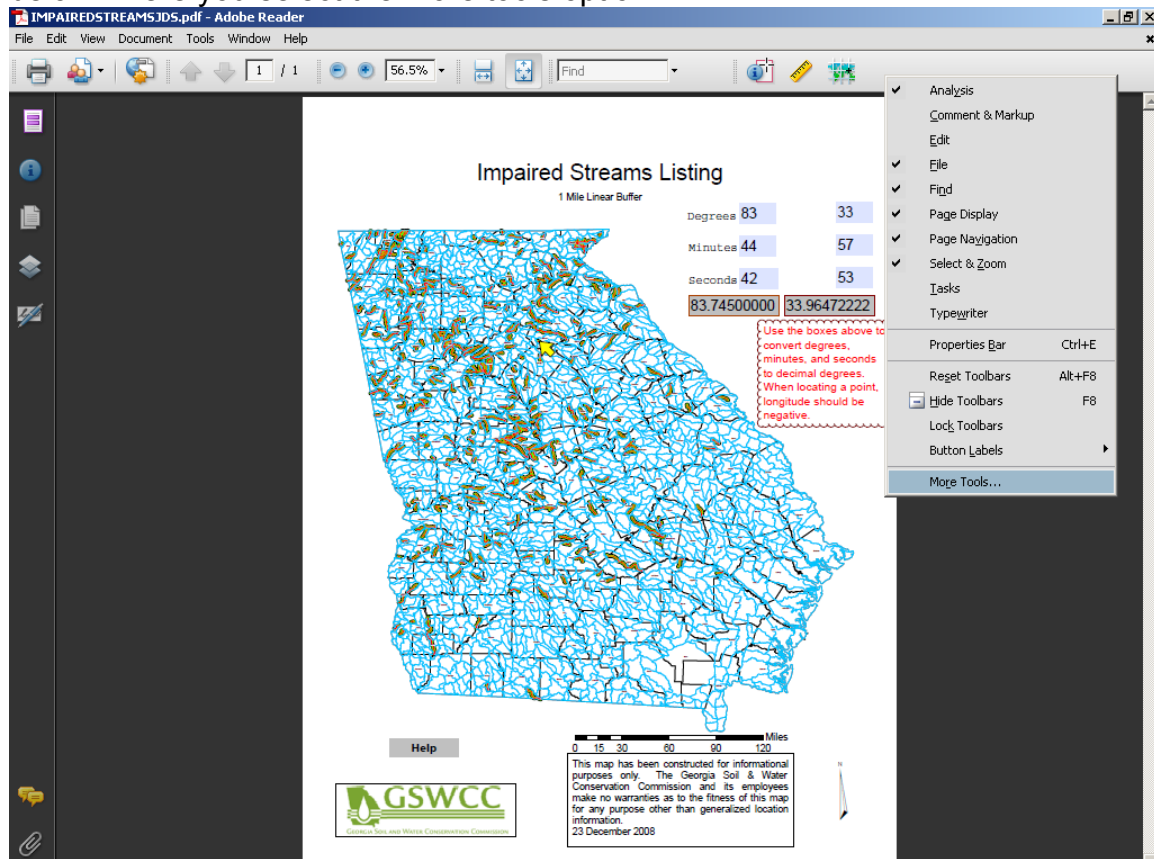 IMPAIREDSTREAMSJDS.pdf - Adobe Reader
File Edit View Document Tools Window Help
1 / 1 56.5% Find
Analysis
Comment & Markup
Edit
File
Find
Page Display
Page Navigation
Select & Zoom
Tasks
Typewriter
Properties Bar Ctrl+E
Reset Toolbars Alt+F8
Hide Toolbars F8
Lock Toolbars
Button Labels
More Tools...
Impaired Streams Listing
1 Mile Linear Buffer
Degrees 83 33
Minutes 44 57
Seconds 42 53
83.74500000 33.96472222
Use the boxes above to
convert degrees,
minutes, and seconds
to decimal degrees.
When locating a point,
longitude should be
negative.
Help
Miles
0 15 30 60 90 120
This map has been constructed for informational
purposes only. The Georgia Soil & Water
Conservation Commission and its employees
make no warranties as to the fitness of this map
for any purpose other than generalized location
information.
23 December 2008
N
GSWCC
Georgia Soil and Water Conservation Commission